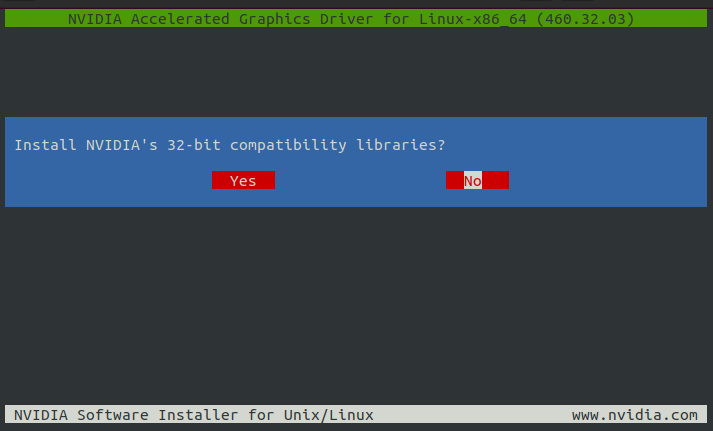 NVIDIA Accelerated Graphics Driver for Linux-x86_64 (460.32.03)
Install NVIDIA's 32-bit compatibility libraries?
Yes No
NVIDIA Software Installer for Unix/Linux www.nvidia.com